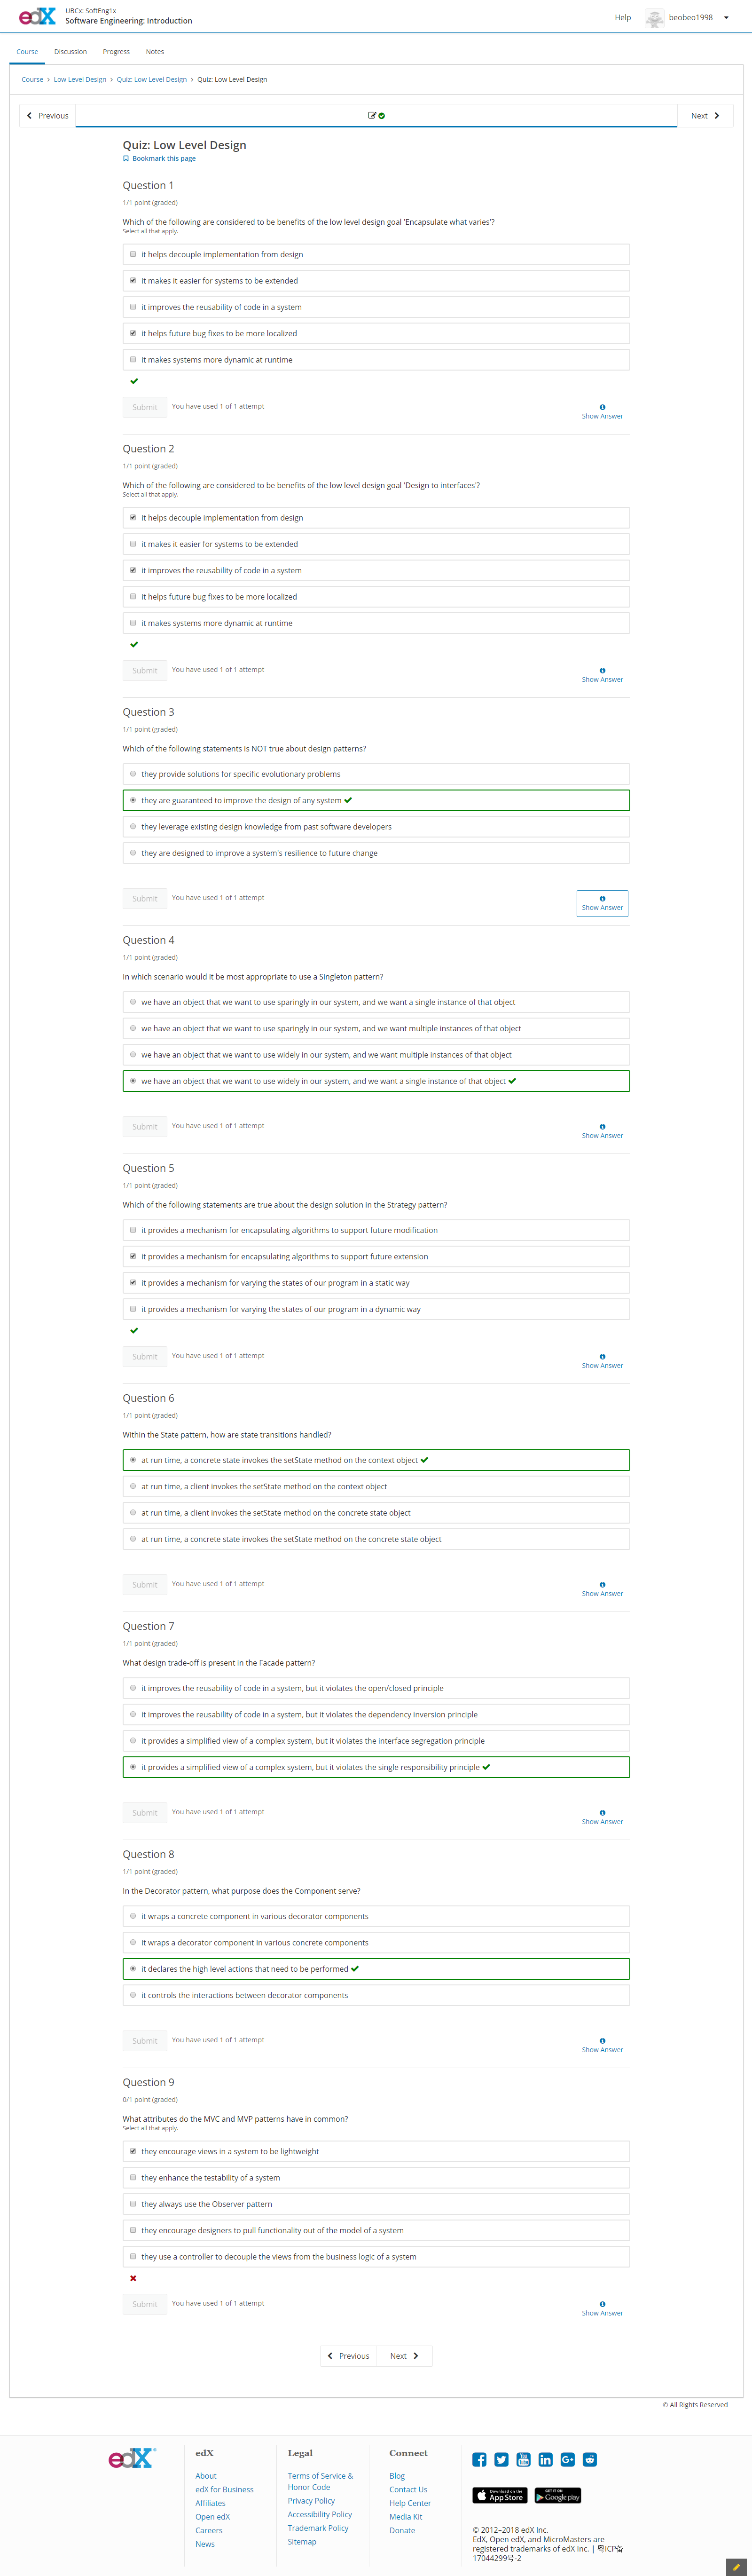 edX
UBCx: SoftEng1x
Software Engineering: Introduction
Help
beobeo1998
Course
Discussion
Progress
Notes
Course > Low Level Design > Quiz: Low Level Design > Quiz: Low Level Design
Previous
Next
Quiz: Low Level Design
Bookmark this page
Question 1
1/1 point (graded)
Which of the following are considered to be benefits of the low level design goal 'Encapsulate what varies'?
Select all that apply.
it helps decouple implementation from design
it makes it easier for systems to be extended
it improves the reusability of code in a system
it helps future bug fixes to be more localized
it makes systems more dynamic at runtime
Submit
You have used 1 of 1 attempt
Show Answer
Question 2
1/1 point (graded)
Which of the following are considered to be benefits of the low level design goal 'Design to interfaces'?
Select all that apply.
it helps decouple implementation from design
it makes it easier for systems to be extended
it improves the reusability of code in a system
it helps future bug fixes to be more localized
it makes systems more dynamic at runtime
Submit
You have used 1 of 1 attempt
Show Answer
Question 3
1/1 point (graded)
Which of the following statements is NOT true about design patterns?
they provide solutions for specific evolutionary problems
they are guaranteed to improve the design of any system
they leverage existing design knowledge from past software developers
they are designed to improve a system's resilience to future change
Submit
You have used 1 of 1 attempt
Show Answer
Question 4
1/1 point (graded)
In which scenario would it be most appropriate to use a Singleton pattern?
we have an object that we want to use sparingly in our system, and we want a single instance of that object
we have an object that we want to use sparingly in our system, and we want multiple instances of that object
we have an object that we want to use widely in our system, and we want multiple instances of that object
we have an object that we want to use widely in our system, and we want a single instance of that object
Submit
You have used 1 of 1 attempt
Show Answer
Question 5
1/1 point (graded)
Which of the following statements are true about the design solution in the Strategy pattern?
it provides a mechanism for encapsulating algorithms to support future modification
it provides a mechanism for encapsulating algorithms to support future extension
it provides a mechanism for varying the states of our program in a static way
it provides a mechanism for varying the states of our program in a dynamic way
Submit
You have used 1 of 1 attempt
Show Answer
Question 6
1/1 point (graded)
Within the State pattern, how are state transitions handled?
at run time, a concrete state invokes the setState method on the context object
at run time, a client invokes the setState method on the context object
at run time, a client invokes the setState method on the concrete state object
at run time, a concrete state invokes the setState method on the concrete state object
Submit
You have used 1 of 1 attempt
Show Answer
Question 7
1/1 point (graded)
What design trade-off is present in the Facade pattern?
it improves the reusability of code in a system, but it violates the open/closed principle
it improves the reusability of code in a system, but it violates the dependency inversion principle
it provides a simplified view of a complex system, but it violates the interface segregation principle
it provides a simplified view of a complex system, but it violates the single responsibility principle
Submit
You have used 1 of 1 attempt
Show Answer
Question 8
1/1 point (graded)
In the Decorator pattern, what purpose does the Component serve?
it wraps a concrete component in various decorator components
it wraps a decorator component in various concrete components
it declares the high level actions that need to be performed
it controls the interactions between decorator components
Submit
You have used 1 of 1 attempt
Show Answer
Question 9
0/1 point (graded)
What attributes do the MVC and MVP patterns have in common?
Select all that apply.
they encourage views in a system to be lightweight
they enhance the testability of a system
they always use the Observer pattern
they encourage designers to pull functionality out of the model of a system
they use a controller to decouple the views from the business logic of a system
Submit
You have used 1 of 1 attempt
Show Answer
Previous
Next
© All Rights Reserved
edX
edX
About
edX for Business
Affiliates
Open edX
Careers
News
Legal
Terms of Service &
Honor Code
Privacy Policy
Accessibility Policy
Trademark Policy
Sitemap
Connect
Blog
Contact Us
Help Center
Media Kit
Donate
Download on the
App Store
GET IT ON
Google play
© 2012–2018 edX Inc.
EdX, Open edX, and MicroMasters are
registered trademarks of edX Inc. | 粤ICP备
17044299号-2